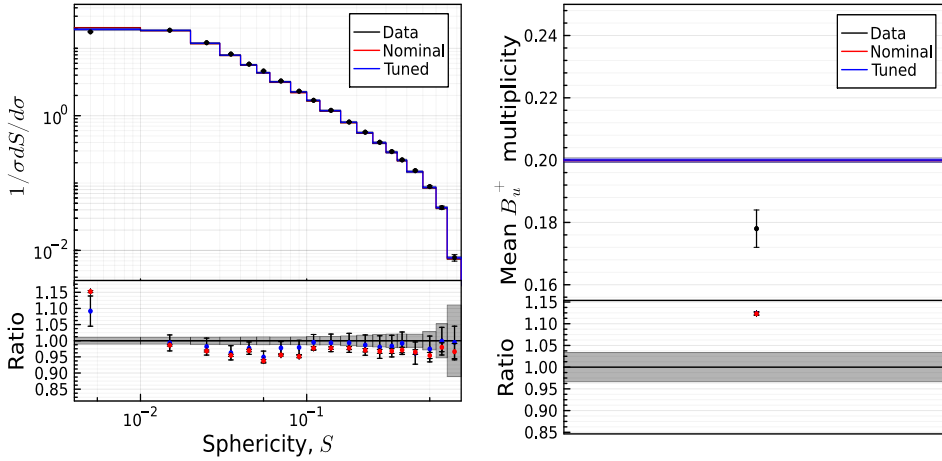 1/σdS/dσ
10⁰
10⁻¹
10⁻²
Data
Nominal
Tuned
Ratio
1.15
1.10
1.05
1.00
0.95
0.90
0.85
10⁻²
10⁻¹
Sphericity, S
Mean B_u^+ multiplicity
0.24
0.22
0.20
0.18
0.16
Data
Nominal
Tuned
Ratio
1.15
1.10
1.05
1.00
0.95
0.90
0.85